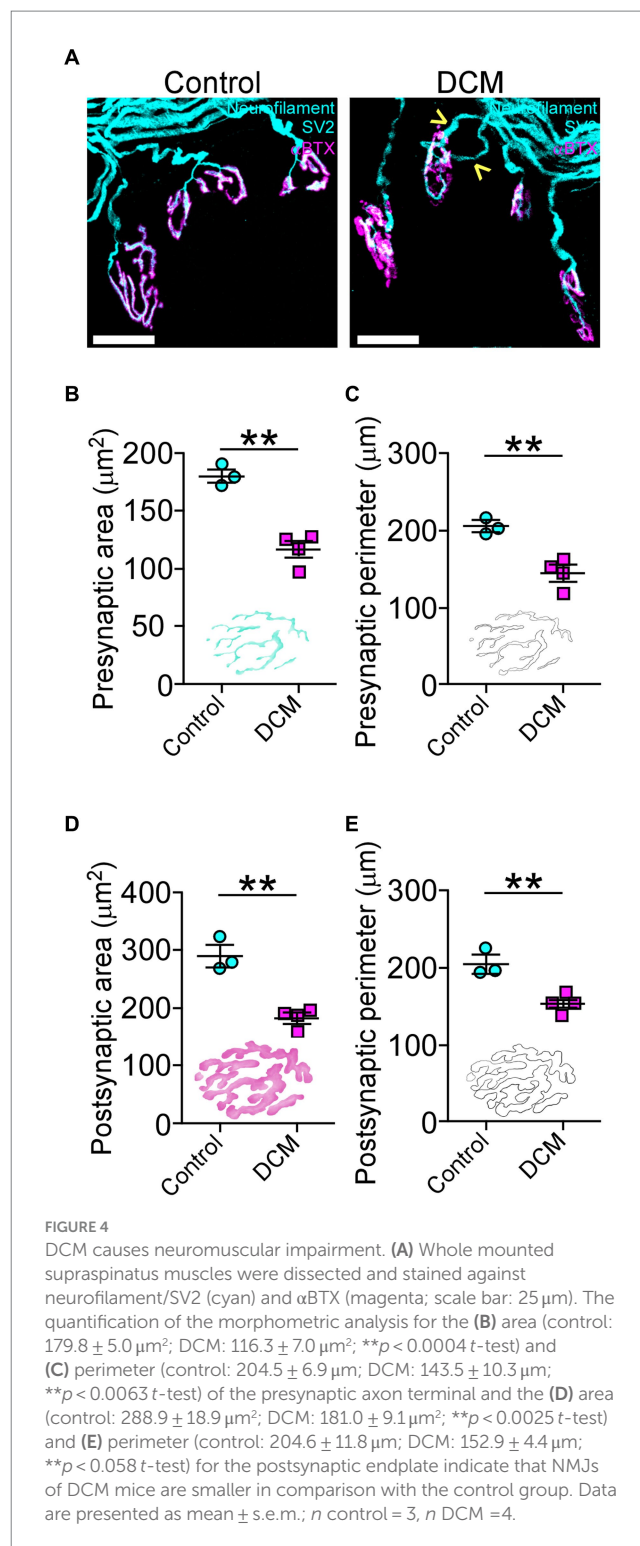 A
Control
DCM
Neurofilament
SV2
αBTX
Neurofilament
SV2
αBTX
B
Presynaptic area (μm²)
200
150
100
50
0
**
Control
DCM
C
Presynaptic perimeter (μm)
300
200
100
0
**
Control
DCM
D
Postsynaptic area (μm²)
400
300
200
100
0
**
Control
DCM
E
Postsynaptic perimeter (μm)
300
200
100
0
**
Control
DCM
FIGURE 4
DCM causes neuromuscular impairment. (A) Whole mounted
supraspinatus muscles were dissected and stained against
neurofilament/SV2 (cyan) and αBTX (magenta; scale bar: 25 μm). The
quantification of the morphometric analysis for the (B) area (control:
179.8 ± 5.0 μm²; DCM: 116.3 ± 7.0 μm²; **p < 0.0004 t-test) and
(C) perimeter (control: 204.5 ± 6.9 μm; DCM: 143.5 ± 10.3 μm;
**p < 0.0063 t-test) of the presynaptic axon terminal and the (D) area
(control: 288.9 ± 18.9 μm²; DCM: 181.0 ± 9.1 μm²; **p < 0.0025 t-test)
and (E) perimeter (control: 204.6 ± 11.8 μm; DCM: 152.9 ± 4.4 μm;
**p < 0.058 t-test) for the postsynaptic endplate indicate that NMJs
of DCM mice are smaller in comparison with the control group. Data
are presented as mean ± s.e.m.; n control = 3, n DCM =4.